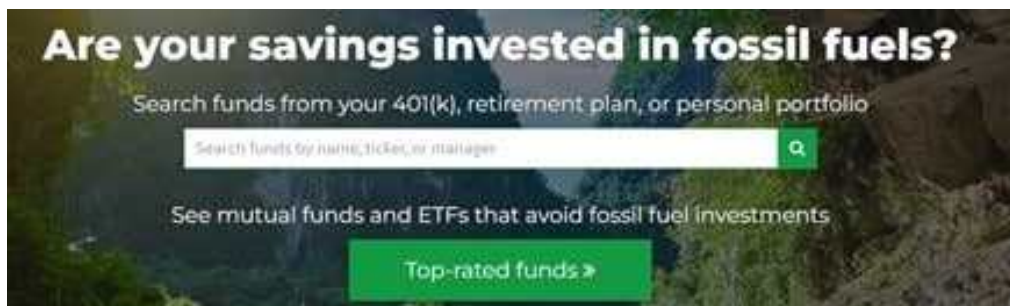 Are your savings invested in fossil fuels?
Search funds from your 401(k), retirement plan, or personal portfolio
Search funds by name, ticker, or manager
See mutual funds and ETFs that avoid fossil fuel investments
Top-rated funds »